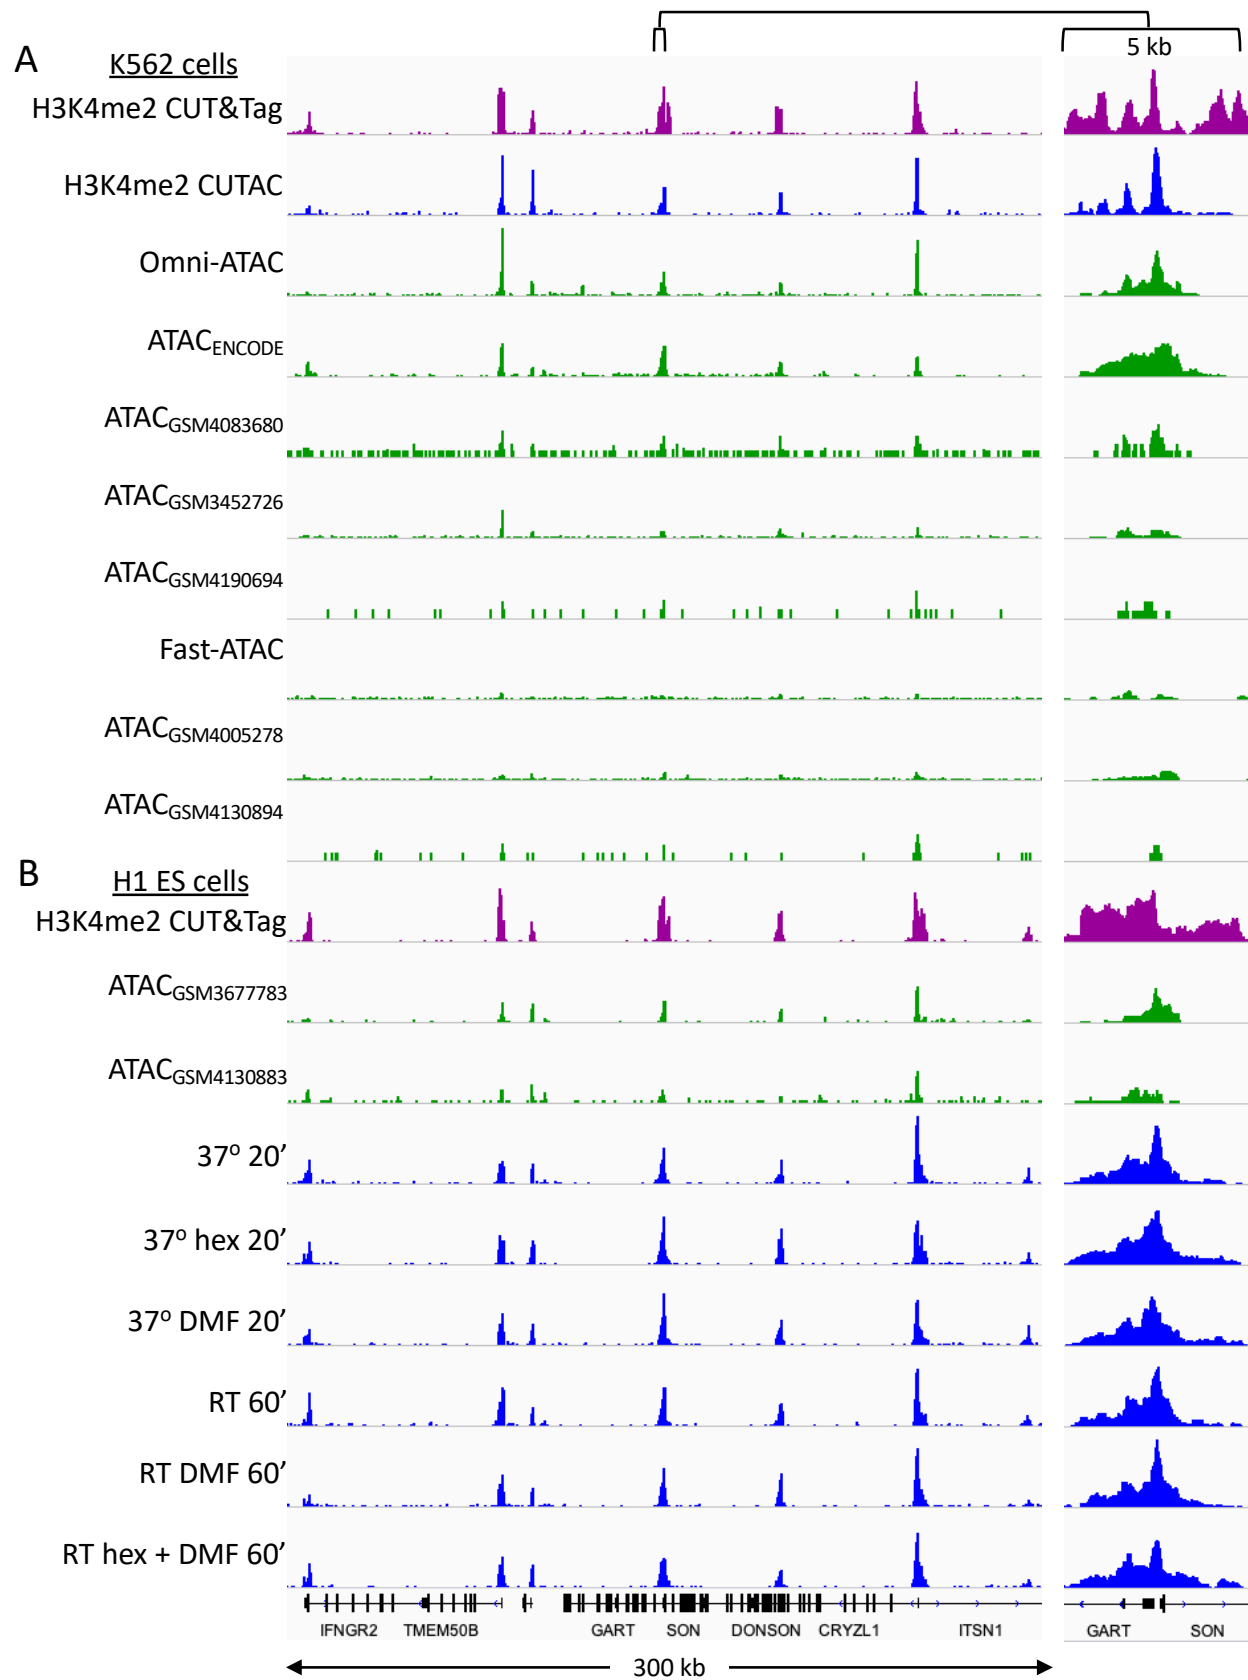 5 kb
A
K562 cells
H3K4me2 CUT&Tag
H3K4me2 CUTAC
Omni-ATAC
ATACENCODE
ATACGSM4083680
ATACGSM3452726
ATACGSM4190694
Fast-ATAC
ATACGSM4005278
ATACGSM4130894
B
H1 ES cells
H3K4me2 CUT&Tag
ATACGSM3677783
ATACGSM4130883
37° 20’
37° hex 20’
37° DMF 20’
RT 60’
RT DMF 60’
RT hex + DMF 60’
IFNGR2 TMEM50B GART SON DONSON CRYZL1 ITSN1 GART SON
300 kb